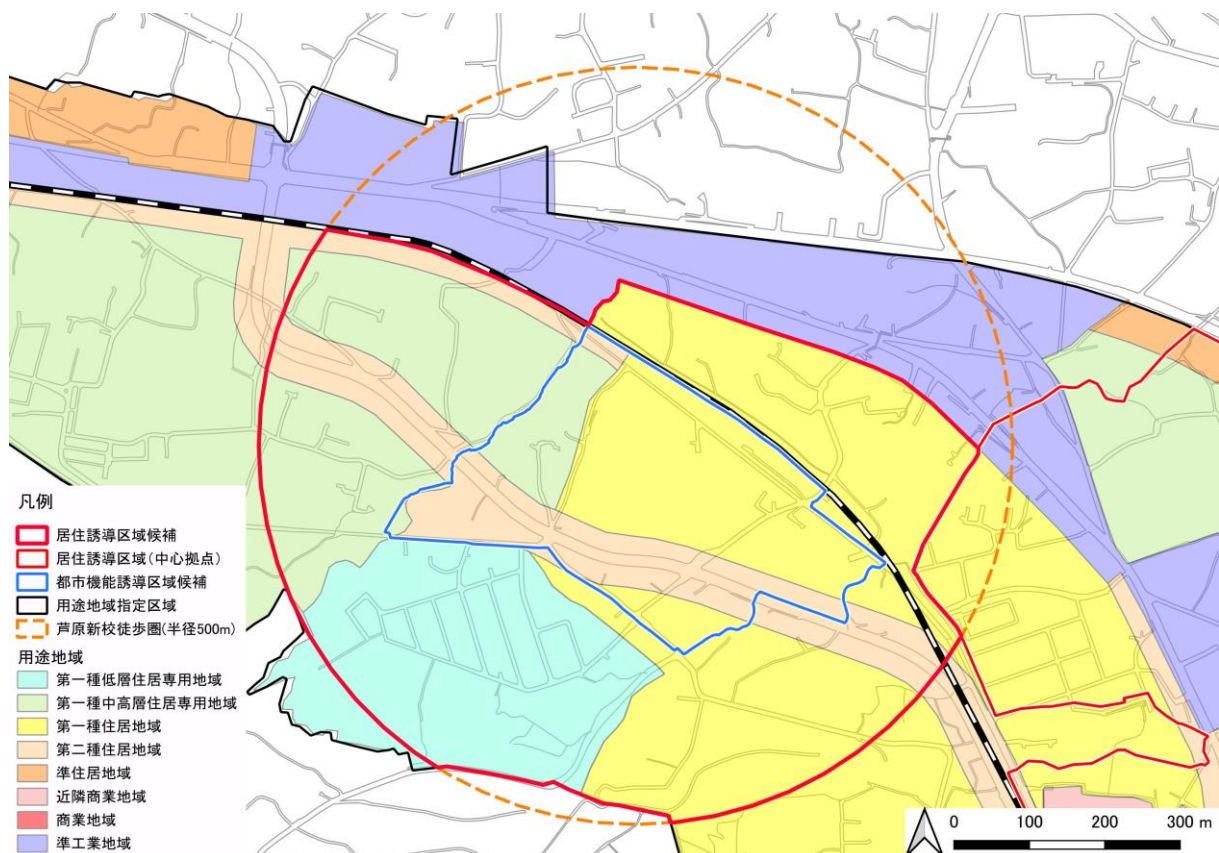 凡例
居住誘導区域候補
居住誘導区域(中心拠点)
都市機能誘導区域候補
用途地域指定区域
芦原新校徒歩圏(半径500m)
用途地域
第一種低層住居専用地域
第一種中高層住居専用地域
第一種住居地域
第二種住居地域
準住居地域
近隣商業地域
商業地域
準工業地域
0 100 200 300 m